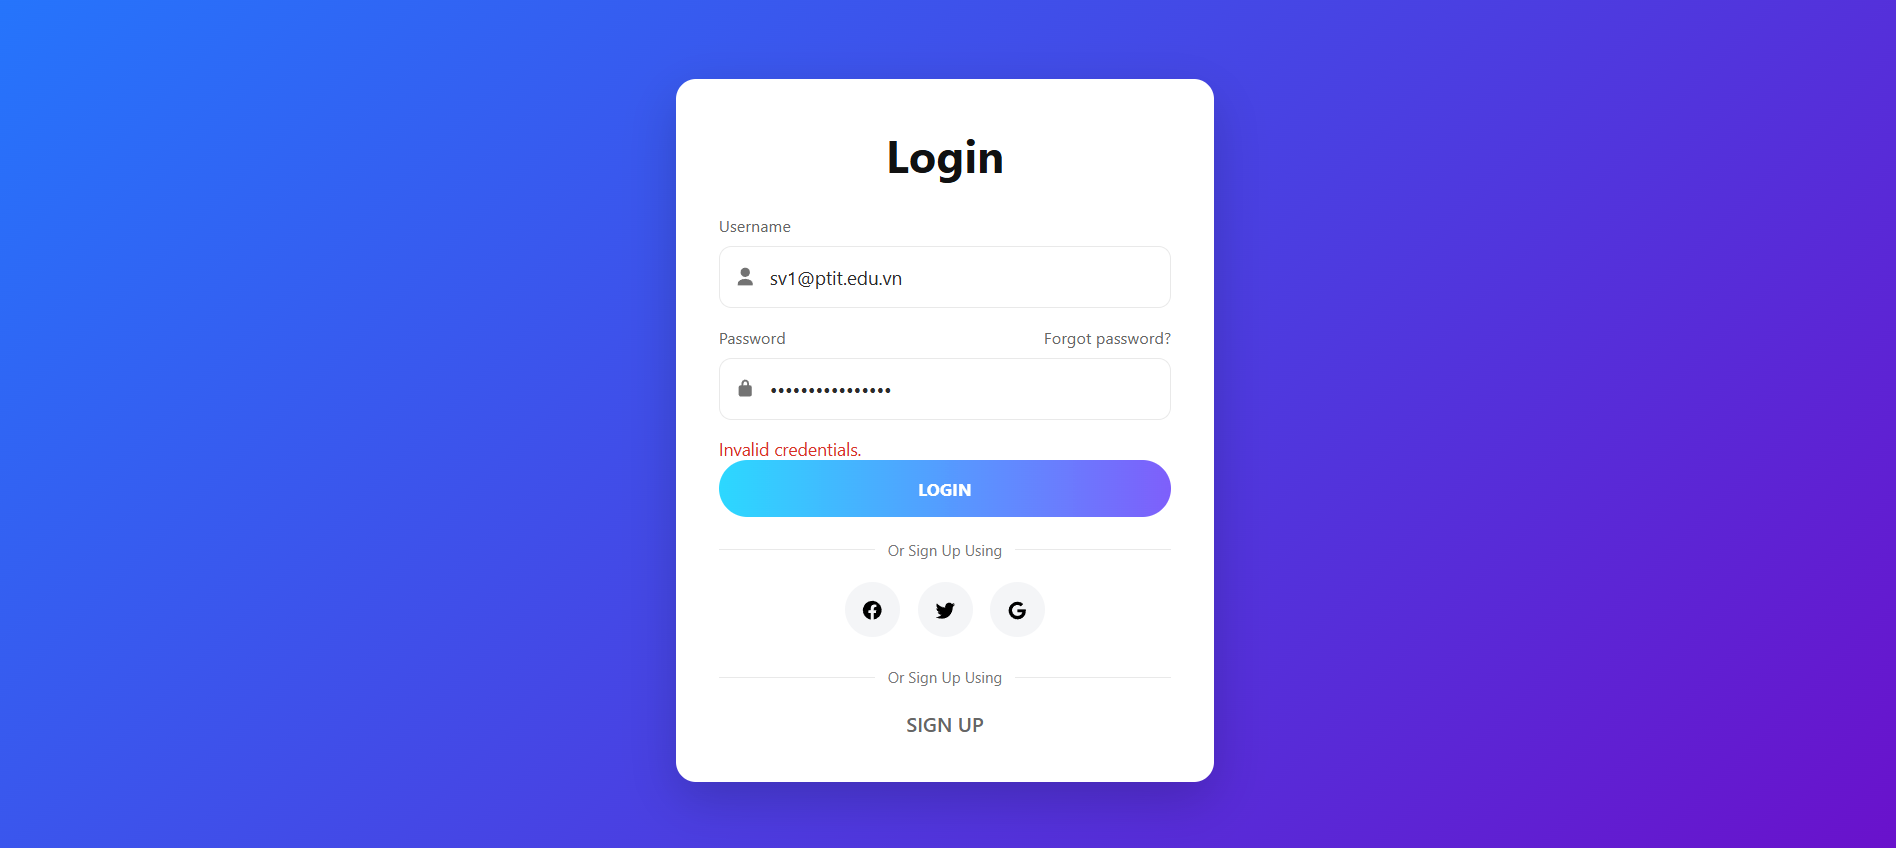 Login
Username
sv1@ptit.edu.vn
Password Forgot password?
••••••••••••••••
Invalid credentials.
LOGIN
Or Sign Up Using
Or Sign Up Using
SIGN UP